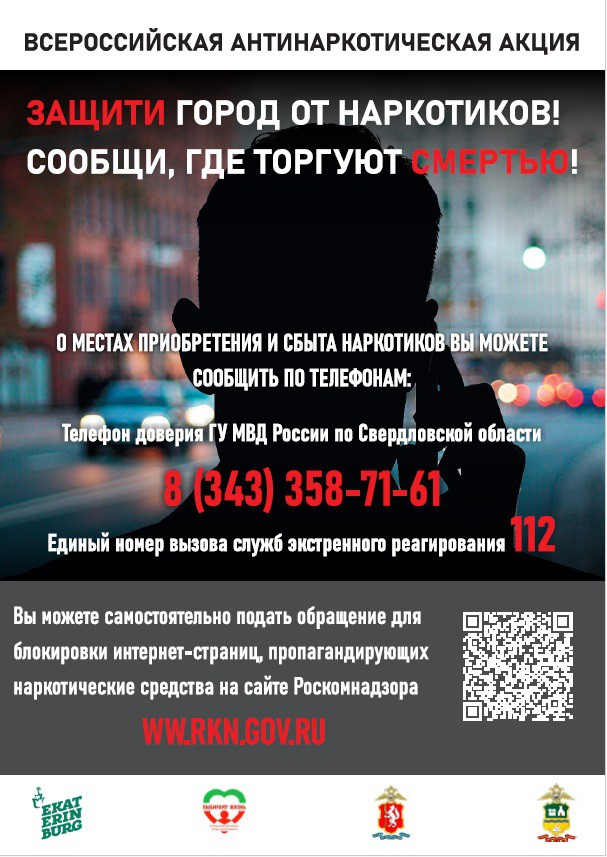 ВСЕРОССИЙСКАЯ АНТИНАРКОТИЧЕСКАЯ АКЦИЯ
ЗАЩИТИ ГОРОД ОТ НАРКОТИКОВ!
СООБЩИ, ГДЕ ТОРГУЮТ СМЕРТЬЮ!
О МЕСТАХ ПРИОБРЕТЕНИЯ И СБЫТА НАРКОТИКОВ ВЫ МОЖЕТЕ
СООБЩИТЬ ПО ТЕЛЕФОНАМ:
Телефон доверия ГУ МВД России по Свердловской области
8 (343) 358-71-61
Единый номер вызова служб экстренного реагирования 112
Вы можете самостоятельно подать обращение для
блокировки интернет-страниц, пропагандирующих
наркотические средства на сайте Роскомнадзора
WW.RKN.GOV.RU
EKAT
ERIN
BURG
ВЫБИРАЮ ЖИЗНЬ